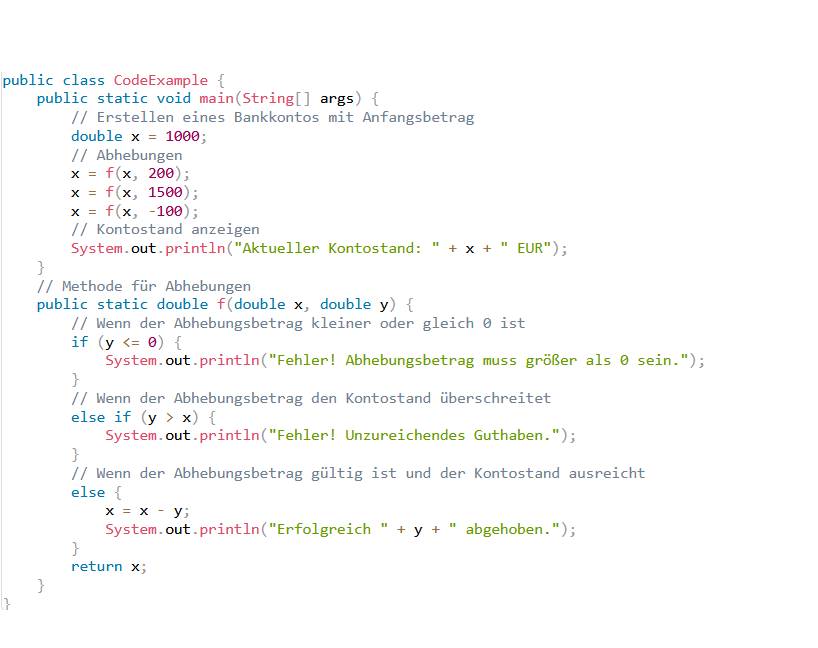 public class CodeExample {
    public static void main(String[] args) {
        // Erstellen eines Bankkontos mit Anfangsbetrag
        double x = 1000;
        // Abhebungen
        x = f(x, 200);
        x = f(x, 1500);
        x = f(x, -100);
        // Kontostand anzeigen
        System.out.println("Aktueller Kontostand: " + x + " EUR");
    }
    // Methode für Abhebungen
    public static double f(double x, double y) {
        // Wenn der Abhebungsbetrag kleiner oder gleich 0 ist
        if (y <= 0) {
            System.out.println("Fehler! Abhebungsbetrag muss größer als 0 sein.");
        }
        // Wenn der Abhebungsbetrag den Kontostand überschreitet
        else if (y > x) {
            System.out.println("Fehler! Unzureichendes Guthaben.");
        }
        // Wenn der Abhebungsbetrag gültig ist und der Kontostand ausreicht
        else {
            x = x - y;
            System.out.println("Erfolgreich " + y + " abgehoben.");
        }
        return x;
    }
}